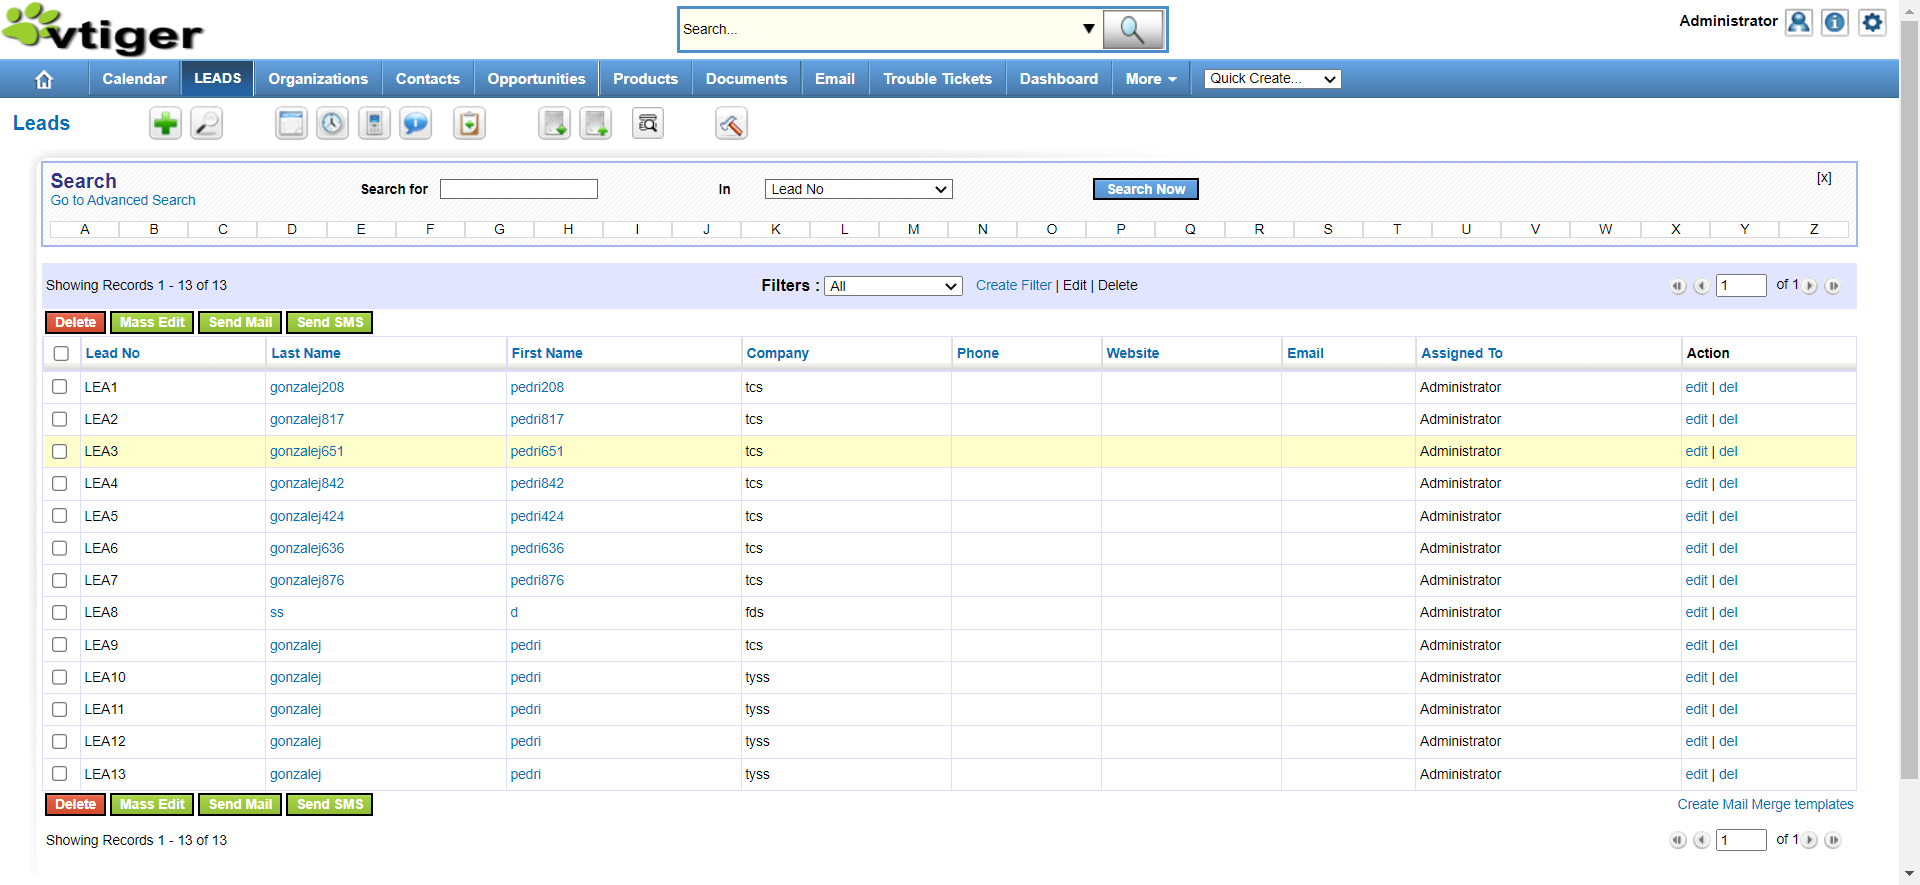 vtiger
Search...
Administrator
Calendar LEADS Organizations Contacts Opportunities Products Documents Email Trouble Tickets Dashboard More Quick Create...
Leads
Search
Go to Advanced Search
Search for In Lead No Search Now [x]
A B C D E F G H I J K L M N O P Q R S T U V W X Y Z
Showing Records 1 - 13 of 13 Filters : All Create Filter | Edit | Delete 1 of 1
Delete Mass Edit Send Mail Send SMS
Lead No Last Name First Name Company Phone Website Email Assigned To Action
LEA1 gonzalej208 pedri208 tcs Administrator edit | del
LEA2 gonzalej817 pedri817 tcs Administrator edit | del
LEA3 gonzalej651 pedri651 tcs Administrator edit | del
LEA4 gonzalej842 pedri842 tcs Administrator edit | del
LEA5 gonzalej424 pedri424 tcs Administrator edit | del
LEA6 gonzalej636 pedri636 tcs Administrator edit | del
LEA7 gonzalej876 pedri876 tcs Administrator edit | del
LEA8 ss d fds Administrator edit | del
LEA9 gonzalej pedri tcs Administrator edit | del
LEA10 gonzalej pedri tyss Administrator edit | del
LEA11 gonzalej pedri tyss Administrator edit | del
LEA12 gonzalej pedri tyss Administrator edit | del
LEA13 gonzalej pedri tyss Administrator edit | del
Delete Mass Edit Send Mail Send SMS Create Mail Merge templates
Showing Records 1 - 13 of 13 1 of 1